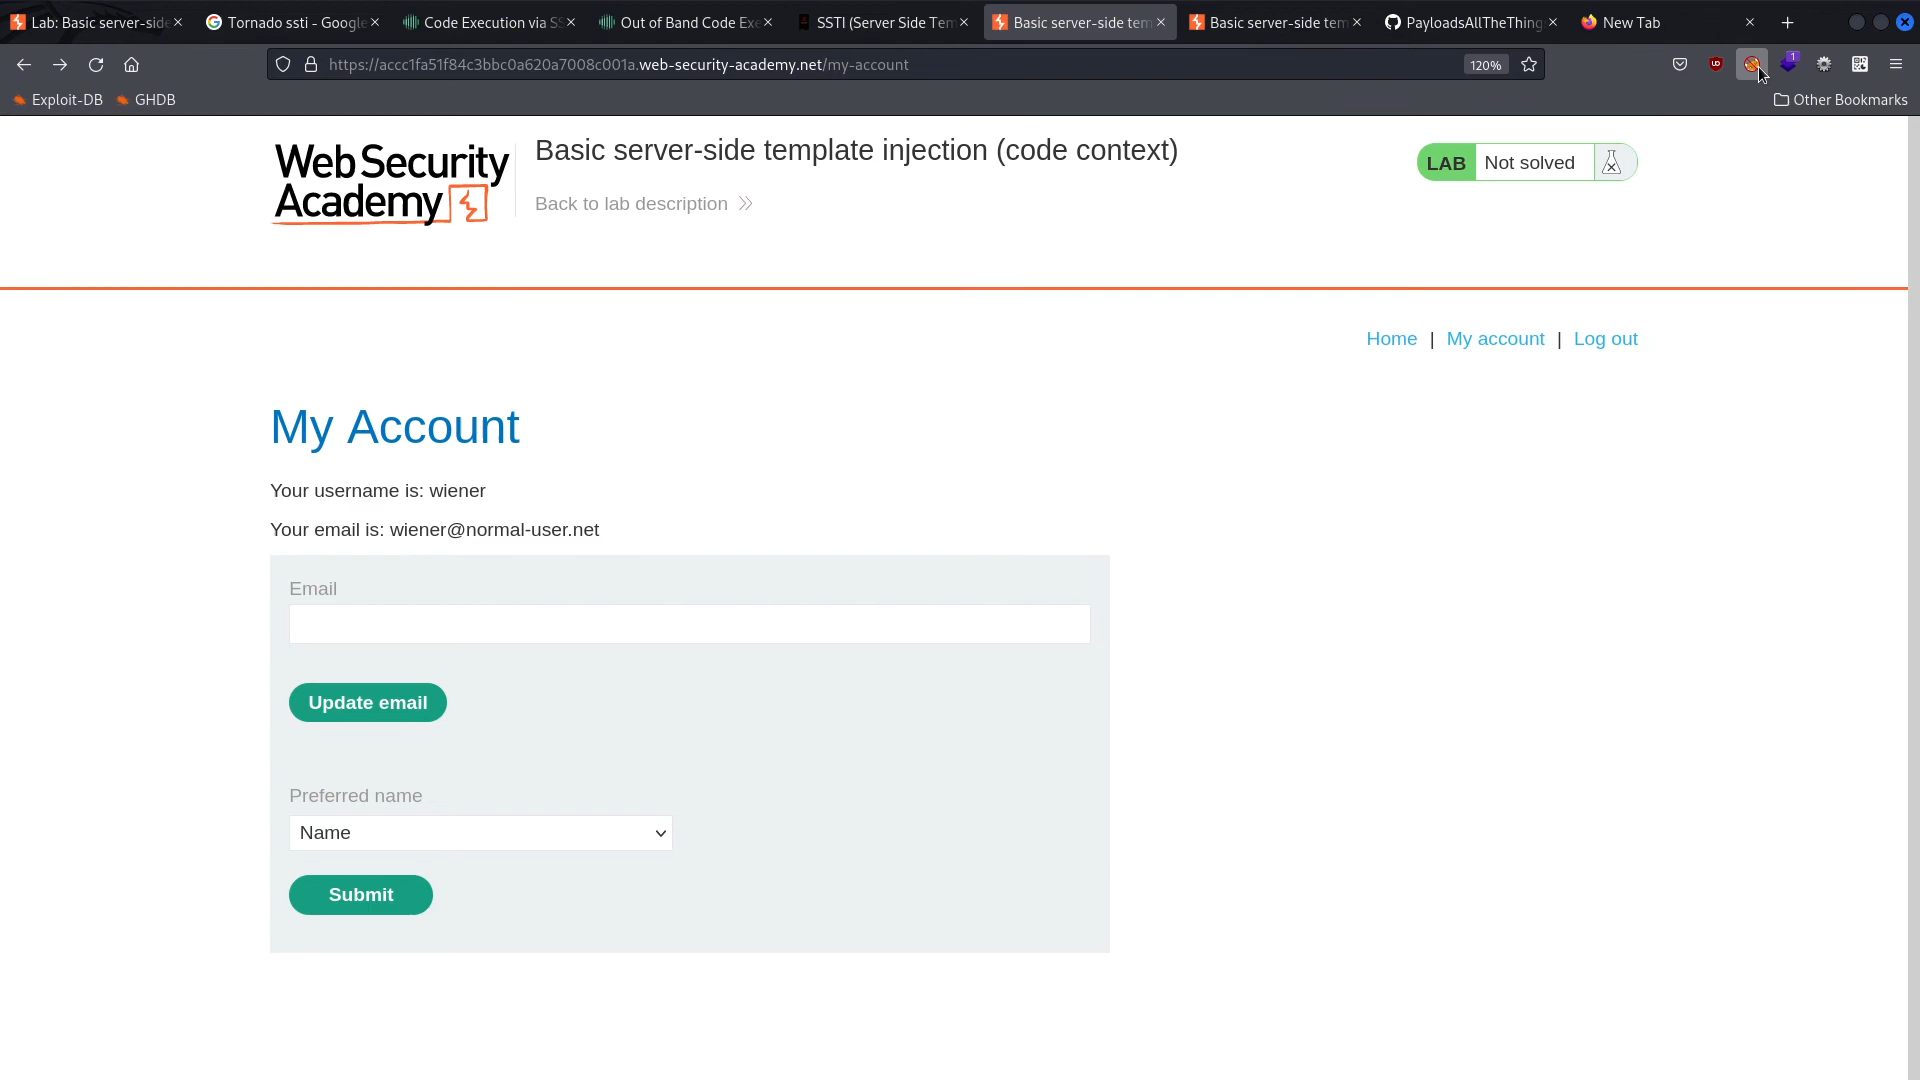 Lab: Basic server-side
Tornado ssti - Google
Code Execution via SS
Out of Band Code Exe
SSTI (Server Side Tem
Basic server-side tem
Basic server-side tem
PayloadsAllTheThing
New Tab
https://accc1fa51f84c3bbc0a620a7008c001a.web-security-academy.net/my-account
120%
1
Exploit-DB
GHDB
Other Bookmarks
Web Security
Academy
Basic server-side template injection (code context)
Back to lab description
LAB Not solved
Home | My account | Log out
My Account
Your username is: wiener
Your email is: wiener@normal-user.net
Email
Update email
Preferred name
Name
Submit